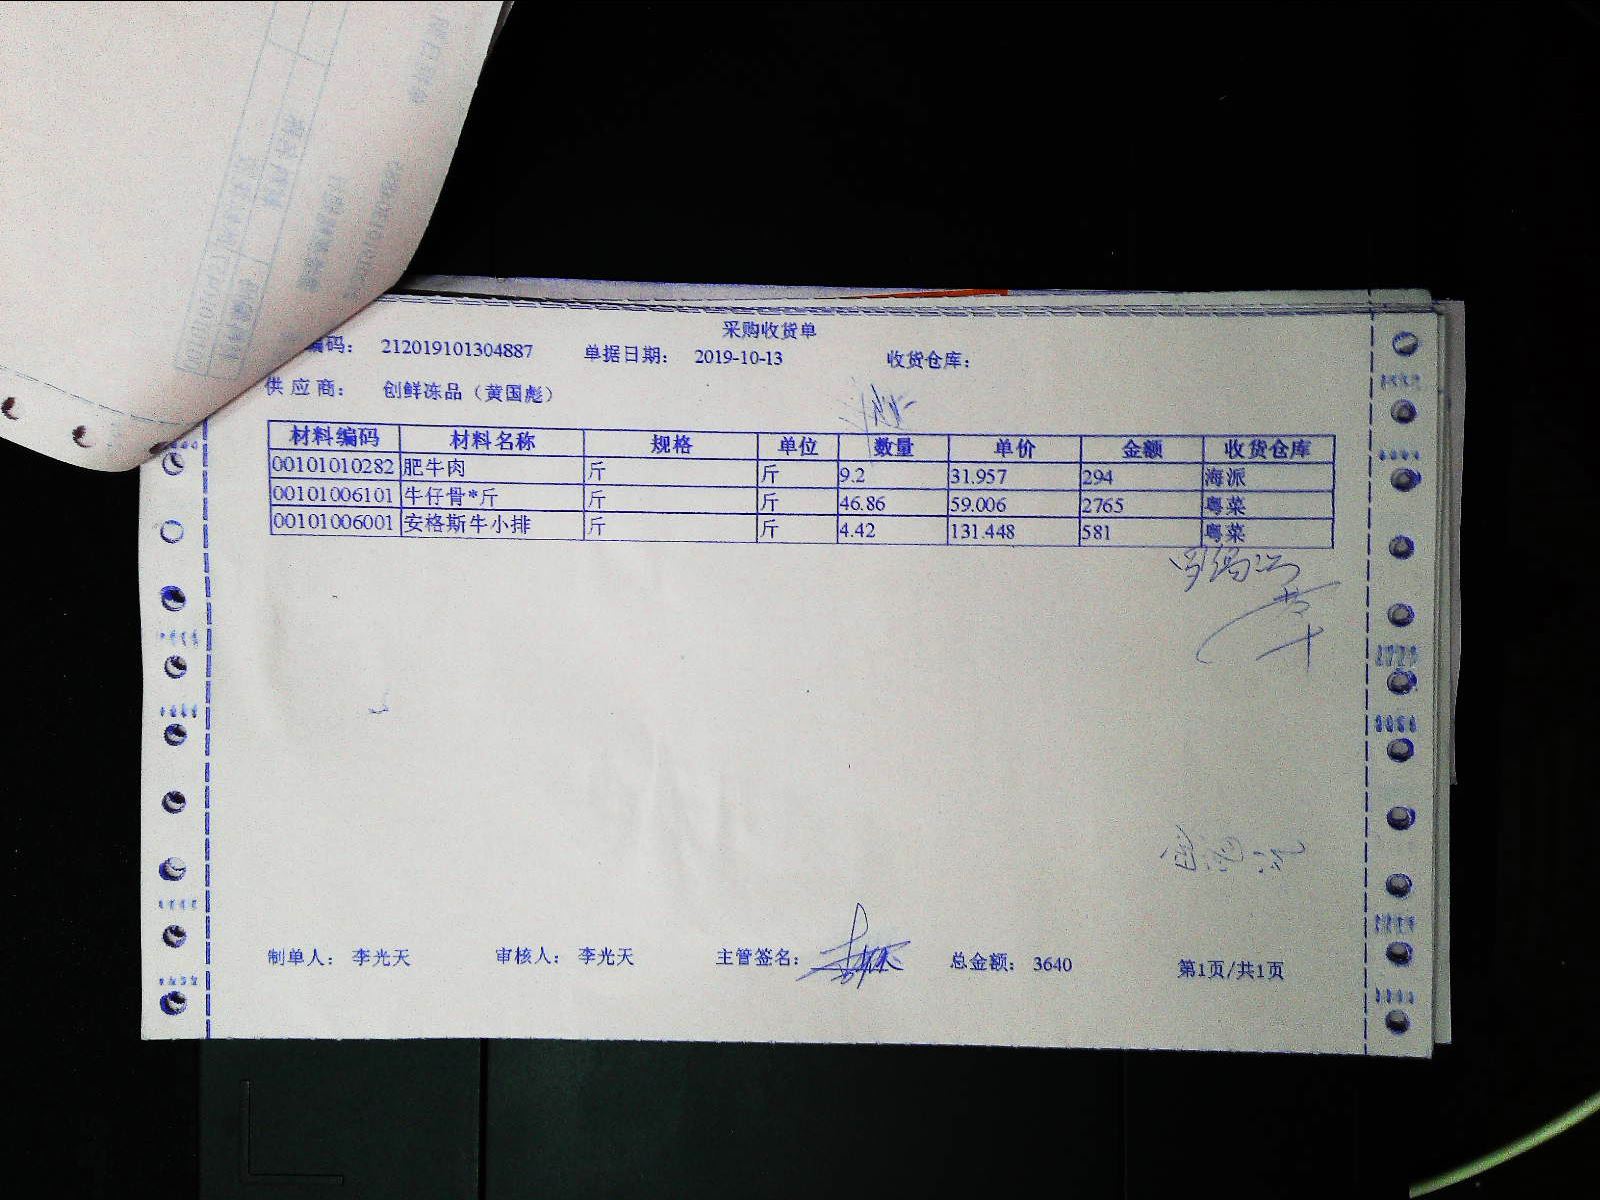 采购收货单
编码： 212019101304887 单据日期： 2019-10-13 收货仓库：
供 应 商： 创鲜冻品（黄国彪）
材料编码 材料名称 规格 单位 数量 单价 金额 收货仓库
00101010282 肥牛肉 斤 斤 9.2 31.957 294 海派
00101006101 牛仔骨*斤 斤 斤 46.86 59.006 2765 粤菜
00101006001 安格斯牛小排 斤 斤 4.42 131.448 581 粤菜
制单人： 李光天 审核人： 李光天 主管签名： 总金额： 3640 第1页/共1页